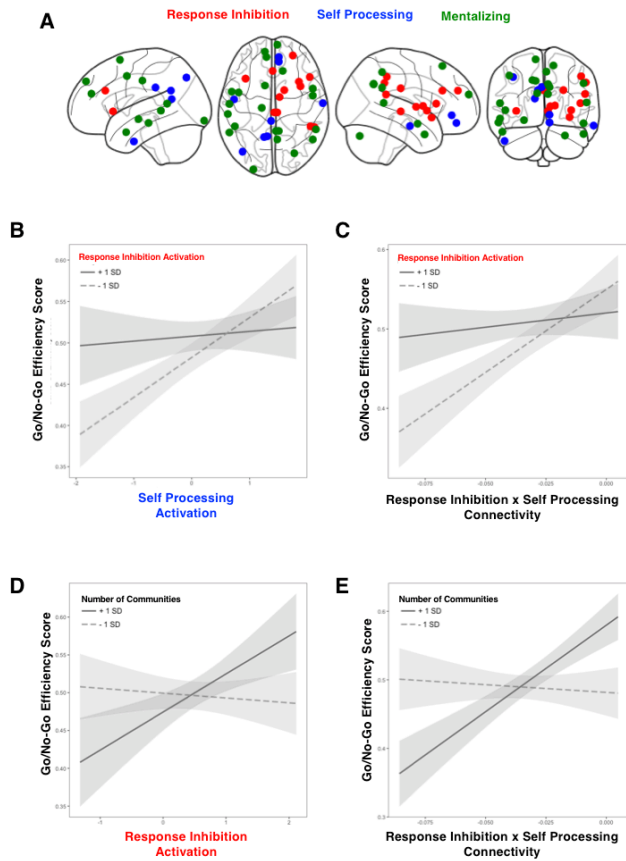 Response Inhibition Self Processing Mentalizing
A
B
Response Inhibition Activation
+ 1 SD
- 1 SD
Go/No-Go Efficiency Score
0.60
0.55
0.50
0.45
0.40
0.35
-2 -1 0 1
Self Processing
Activation
C
Response Inhibition Activation
+ 1 SD
- 1 SD
Go/No-Go Efficiency Score
0.6
0.5
0.4
-0.075 -0.050 -0.025 0.000
Response Inhibition x Self Processing
Connectivity
D
Number of Communities
+ 1 SD
- 1 SD
Go/No-Go Efficiency Score
0.60
0.55
0.50
0.45
0.40
0.35
-1 0 1 2
Response Inhibition
Activation
E
Number of Communities
+ 1 SD
- 1 SD
Go/No-Go Efficiency Score
0.6
0.5
0.4
0.3
-0.075 -0.050 -0.025 0.000
Response Inhibition x Self Processing
Connectivity